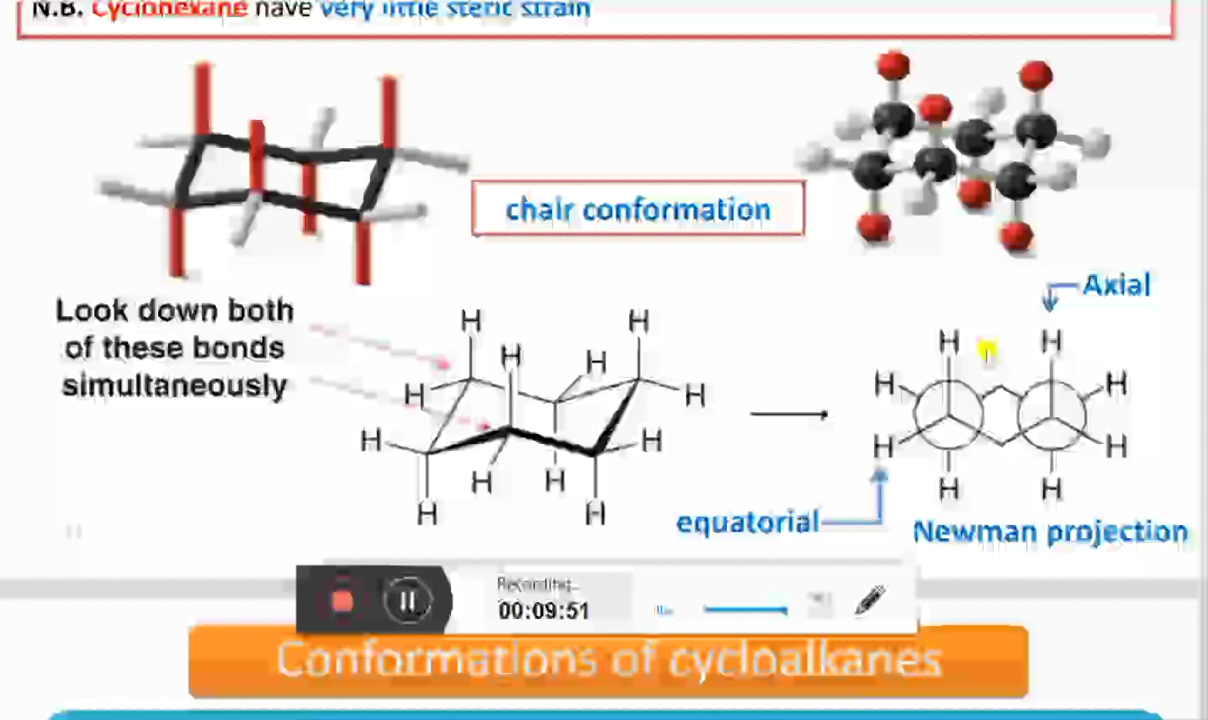 N.B. Cyclohexane have very little steric strain
chair conformation
Axial
Look down both
of these bonds
simultaneously
H H
H H
H H
H H
H H
H H
H H
H H
H H
H H
H H
equatorial
Newman projection
Recording...
00:09:51
Conformations of cycloalkanes